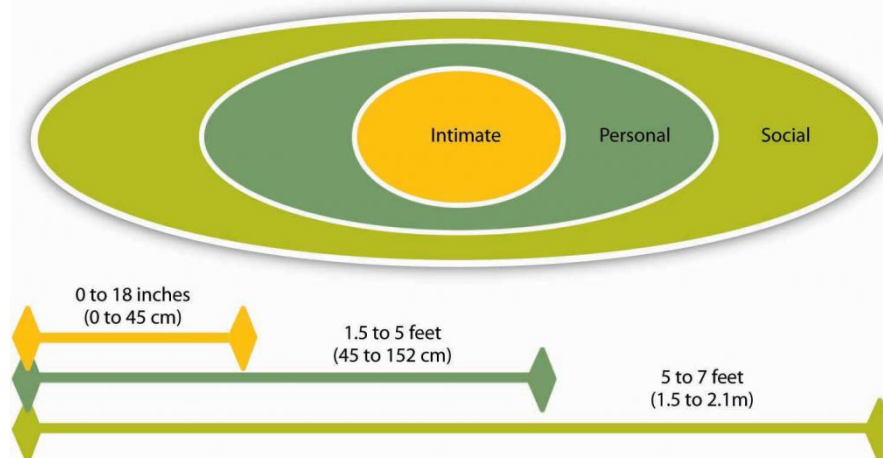 Intimate
Personal
Social
0 to 18 inches
(0 to 45 cm)
1.5 to 5 feet
(45 to 152 cm)
5 to 7 feet
(1.5 to 2.1m)